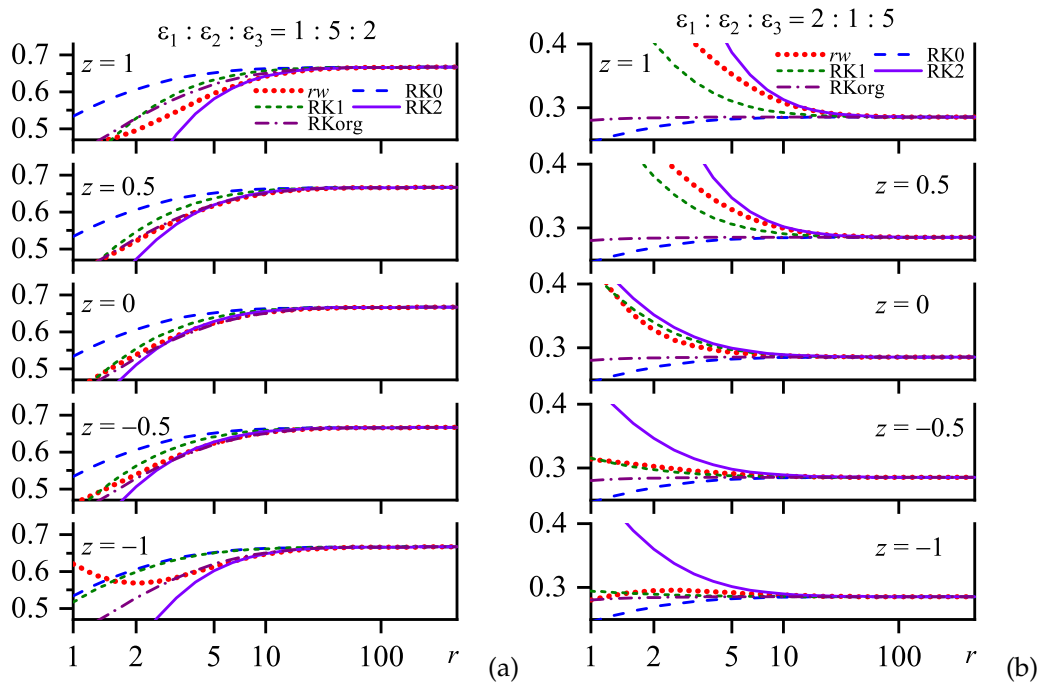 ε1 : ε2 : ε3 = 1 : 5 : 2
z = 1
rw
RK0
RK1
RK2
RKorg
0.7
0.6
0.5
z = 0.5
0.7
0.6
0.5
z = 0
0.7
0.6
0.5
z = −0.5
0.7
0.6
0.5
z = −1
0.7
0.6
0.5
1 2 5 10 100 r
(a)
ε1 : ε2 : ε3 = 2 : 1 : 5
z = 1
rw
RK0
RK1
RK2
RKorg
0.4
0.3
z = 0.5
0.4
0.3
z = 0
0.4
0.3
z = −0.5
0.4
0.3
z = −1
0.4
0.3
1 2 5 10 100 r
(b)